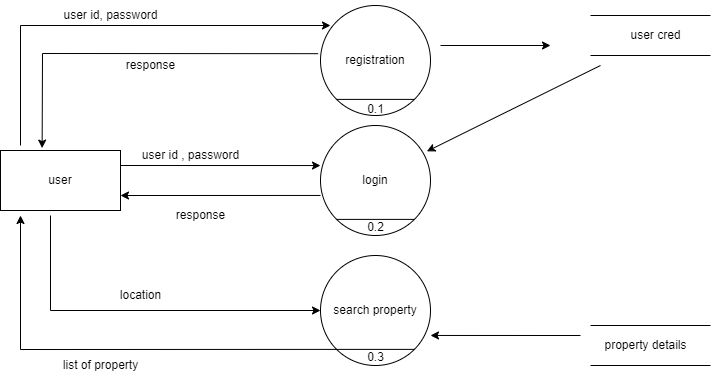 user id, password
response
registration
0.1
user cred
user id , password
login
0.2
response
user
location
search property
0.3
property details
list of property